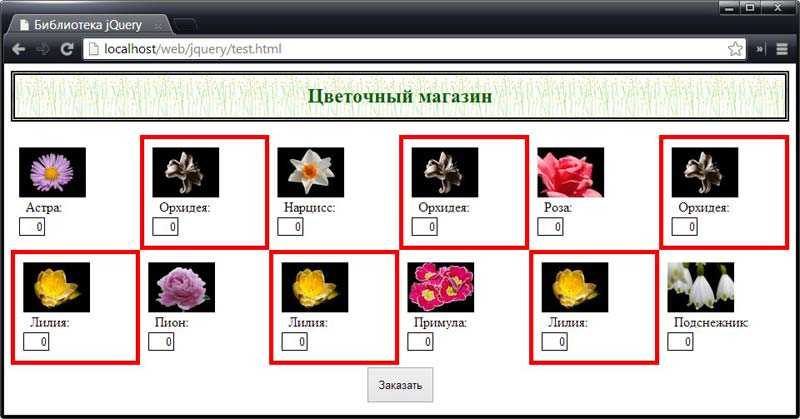 Библиотека jQuery
localhost/web/jquery/test.html
Цветочный магазин
Астра: Орхидея: Нарцисс: Орхидея: Роза: Орхидея:
0 0 0 0 0 0
Лилия: Пион: Лилия: Примула: Лилия: Подснежник:
0 0 0 0 0 0
Заказать